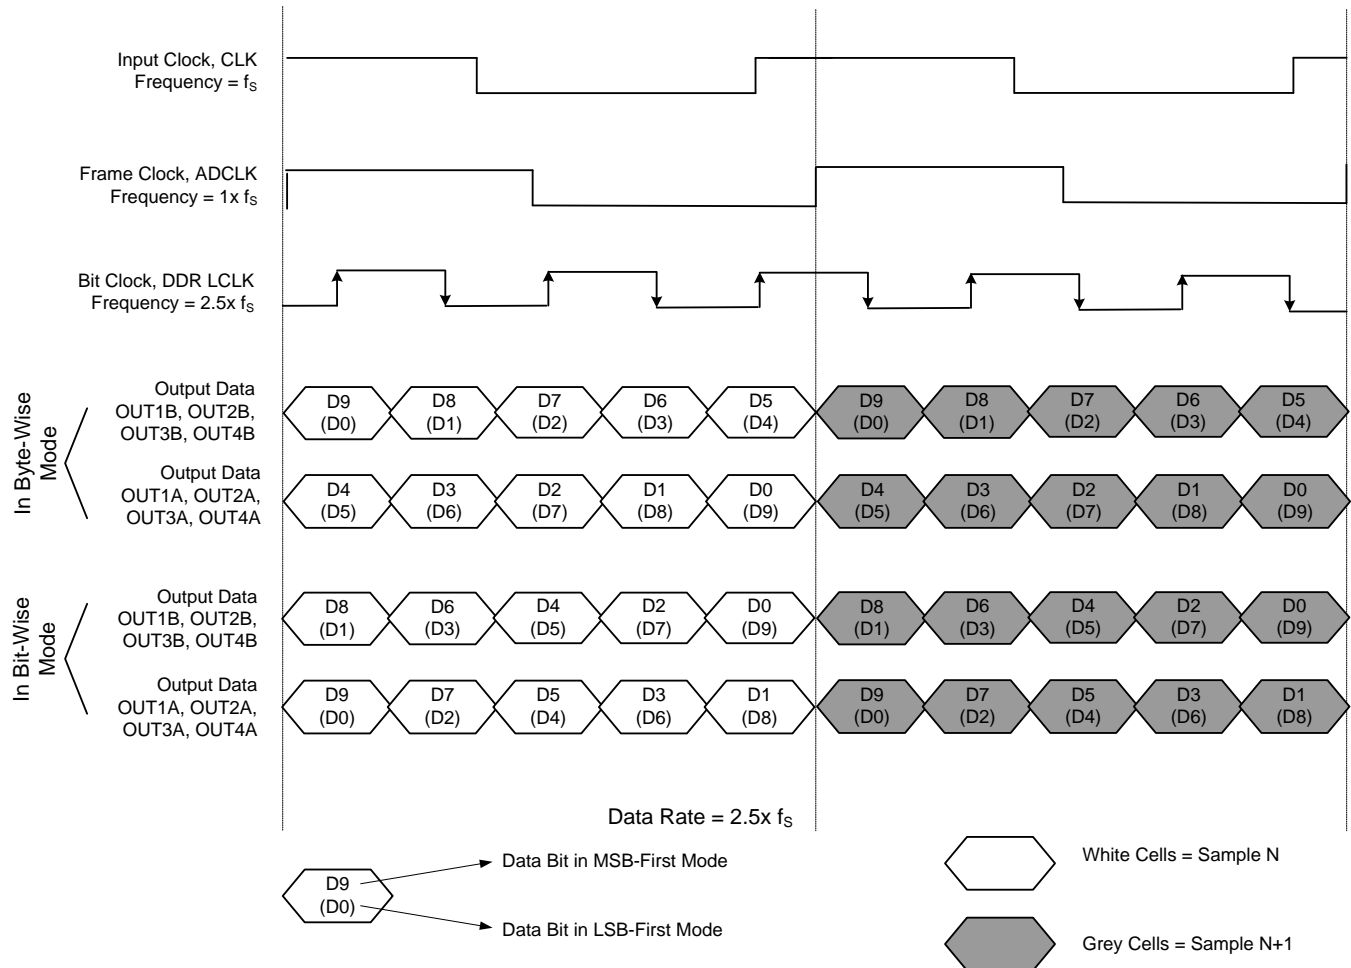 Input Clock, CLK
Frequency = fS
Frame Clock, ADCLK
Frequency = 1x fS
Bit Clock, DDR LCLK
Frequency = 2.5x fS
In Byte-Wise
Mode
Output Data
OUT1B, OUT2B,
OUT3B, OUT4B
D9 D8 D7 D6 D5 D9 D8 D7 D6 D5
(D0) (D1) (D2) (D3) (D4) (D0) (D1) (D2) (D3) (D4)
Output Data
OUT1A, OUT2A,
OUT3A, OUT4A
D4 D3 D2 D1 D0 D4 D3 D2 D1 D0
(D5) (D6) (D7) (D8) (D9) (D5) (D6) (D7) (D8) (D9)
In Bit-Wise
Mode
Output Data
OUT1B, OUT2B,
OUT3B, OUT4B
D8 D6 D4 D2 D0 D8 D6 D4 D2 D0
(D1) (D3) (D5) (D7) (D9) (D1) (D3) (D5) (D7) (D9)
Output Data
OUT1A, OUT2A,
OUT3A, OUT4A
D9 D7 D5 D3 D1 D9 D7 D5 D3 D1
(D0) (D2) (D4) (D6) (D8) (D0) (D2) (D4) (D6) (D8)
Data Rate = 2.5x fS
D9
(D0)
Data Bit in MSB-First Mode
Data Bit in LSB-First Mode
White Cells = Sample N
Grey Cells = Sample N+1